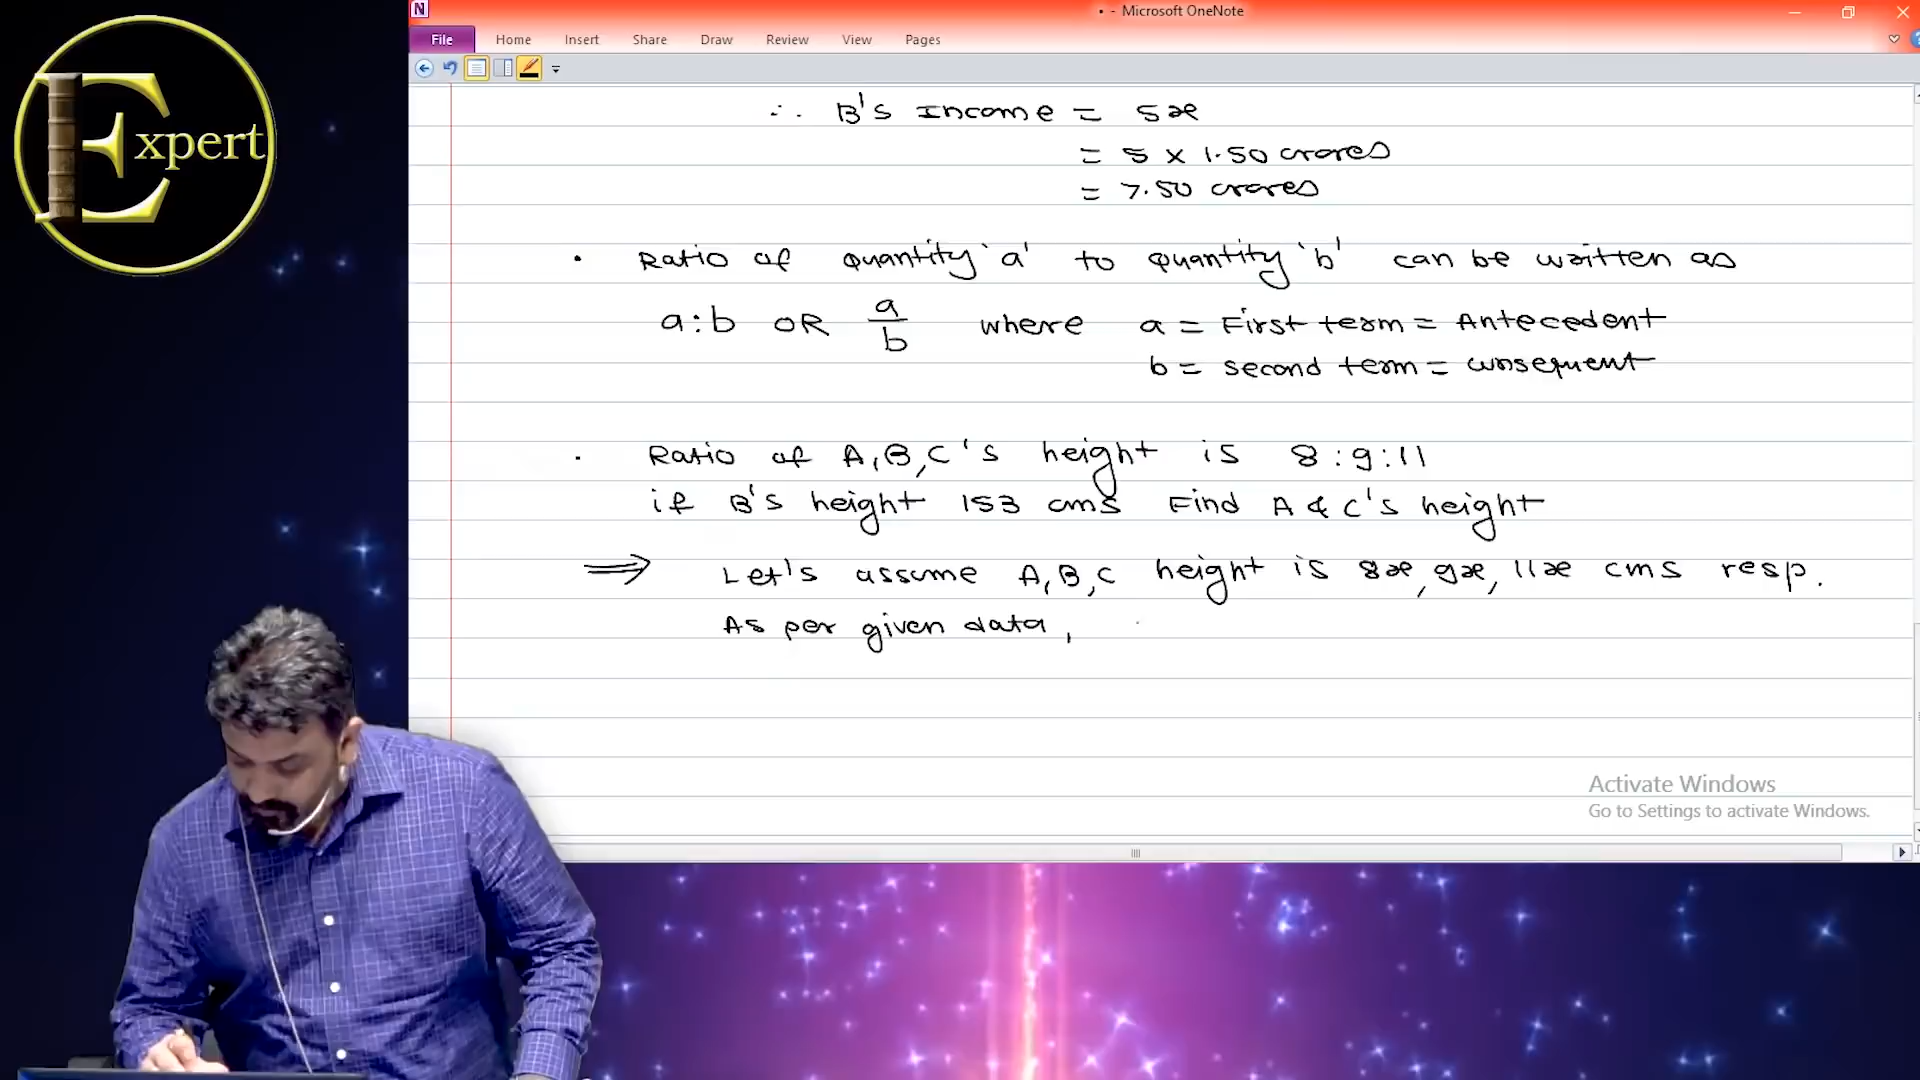 Expert
- Microsoft OneNote
File Home Insert Share Draw Review View Pages
∴ B's Income = 5x
= 5 x 1.50 crores
= 7.50 crores
• Ratio of quantity 'a' to quantity 'b' can be written as
a:b OR a/b where a = First term = Antecedent
b = second term = consequent
• Ratio of A,B,C's height is 8:9:11
if B's height 153 cms Find A & C's height
⇒ Let's assume A,B,C height is 8x, 9x, 11x cms resp.
As per given data,
Activate Windows
Go to Settings to activate Windows.